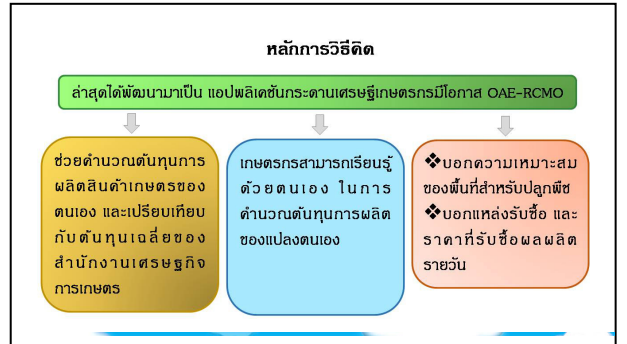 หลักการวิธีคิด
ล่าสุดได้พัฒนามาเป็น แอปพลิเคชันกระดานเศรษฐีเกษตรกรมีโอกาส OAE-RCMO
ช่วยคำนวณต้นทุนการ
ผลิตสินค้าเกษตรของ
ตนเอง และเปรียบเทียบ
กับต้นทุนเฉลี่ยของ
สำนักงานเศรษฐกิจ
การเกษตร
เกษตรกรสามารถเรียนรู้
ด้วยตนเอง ในการ
คำนวณต้นทุนการผลิต
ของแปลงตนเอง
❖บอกความเหมาะสม
ของพื้นที่สำหรับปลูกพืช
❖บอกแหล่งรับซื้อ และ
ราคาที่รับซื้อผลผลิต
รายวัน